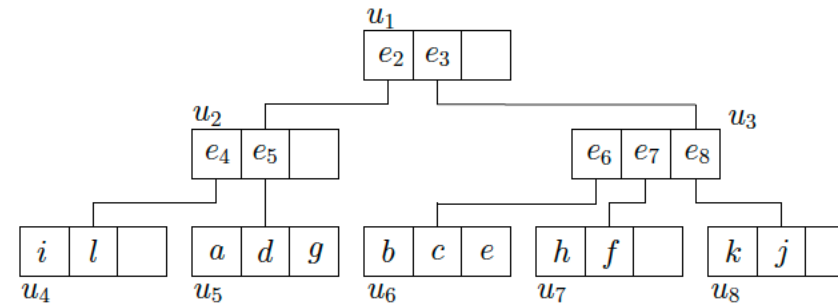 u₁
e₂ e₃
u₂ u₃
e₄ e₅ e₆ e₇ e₈
i l a d g b c e h f k j
u₄ u₅ u₆ u₇ u₈